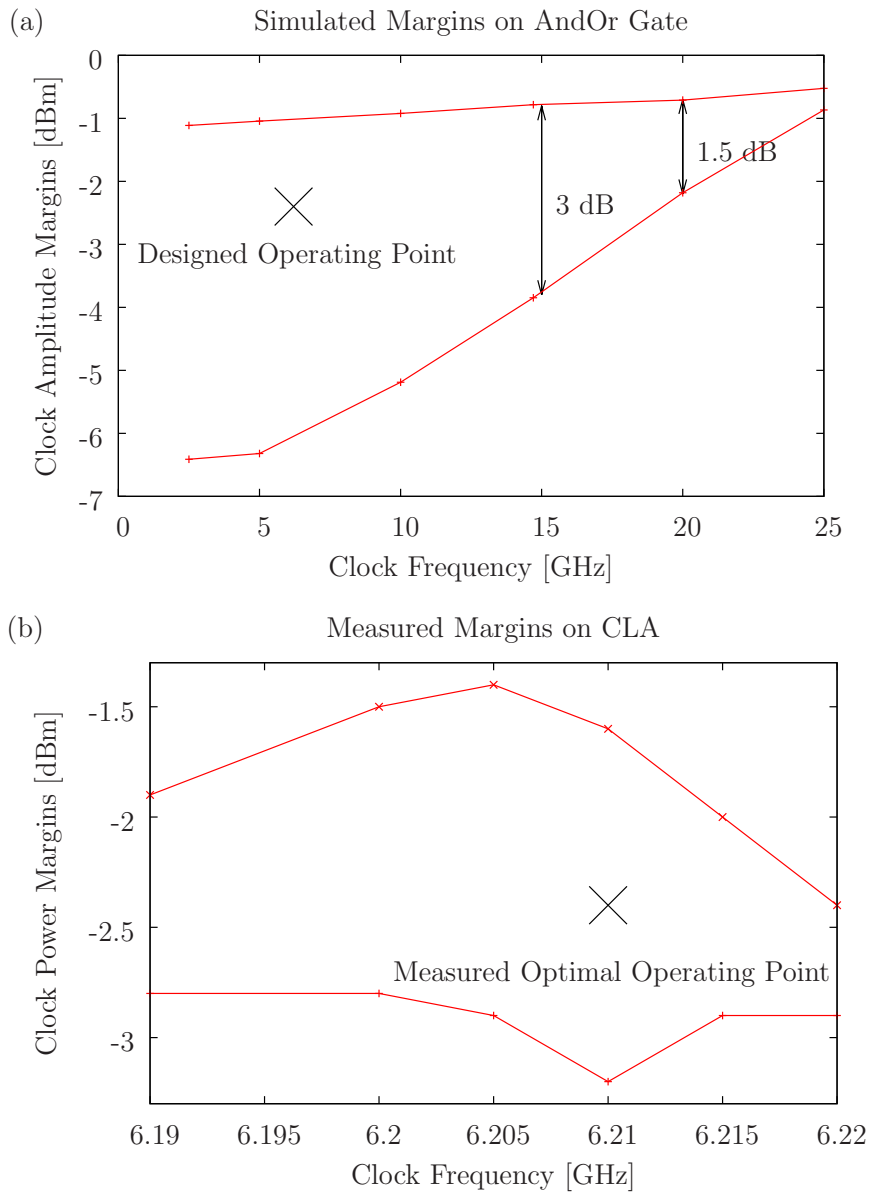 (a)
Simulated Margins on AndOr Gate
Clock Amplitude Margins [dBm]
0
-1
-2
-3
-4
-5
-6
-7
1.5 dB
3 dB
Designed Operating Point
0
5
10
15
20
25
Clock Frequency [GHz]
(b)
Measured Margins on CLA
Clock Power Margins [dBm]
-1.5
-2
-2.5
-3
Measured Optimal Operating Point
6.19
6.195
6.2
6.205
6.21
6.215
6.22
Clock Frequency [GHz]